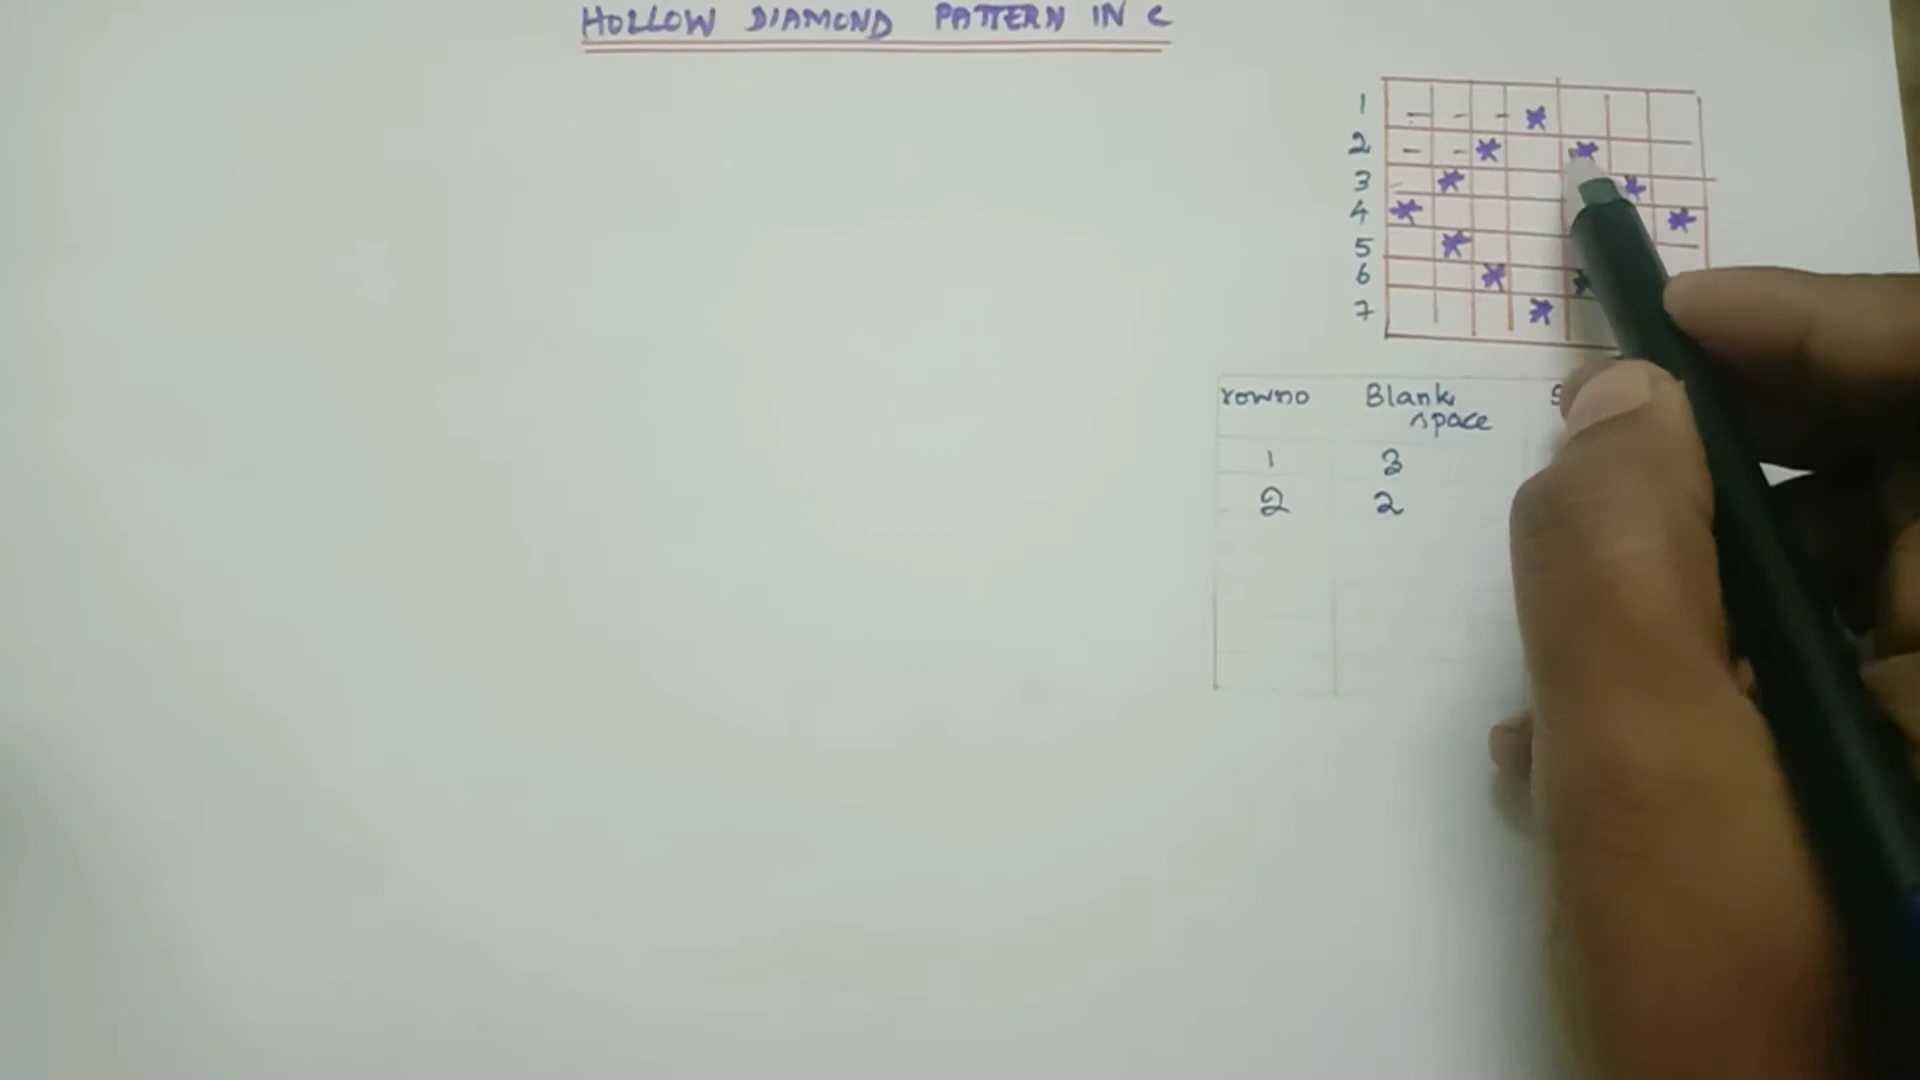 HOLLOW DIAMOND PATTERN IN C
1 - - - *
2 - - * *
3 - * *
4 * *
5 *
6 * *
7 *
rowno Blank space
1 3
2 2